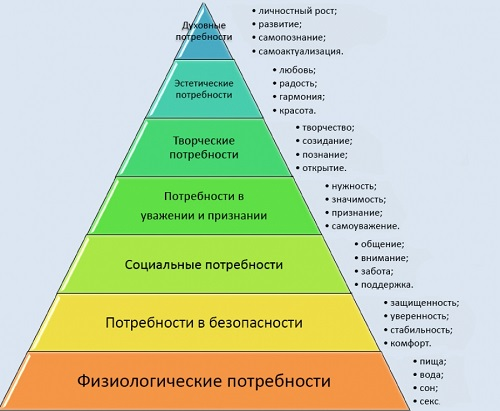 Духовные
потребности
• личностный рост;
• развитие;
• самопознание;
• самоактуализация.
Эстетические
потребности
• любовь;
• радость;
• гармония;
• красота.
Творческие
потребности
• творчество;
• созидание;
• познание;
• открытие.
Потребности в
уважении и признании
• нужность;
• значимость;
• признание;
• самоуважение.
Социальные потребности
• общение;
• внимание;
• забота;
• поддержка.
Потребности в безопасности
• защищенность;
• уверенность;
• стабильность;
• комфорт.
Физиологические потребности
• пища;
• вода;
• сон;
• секс.